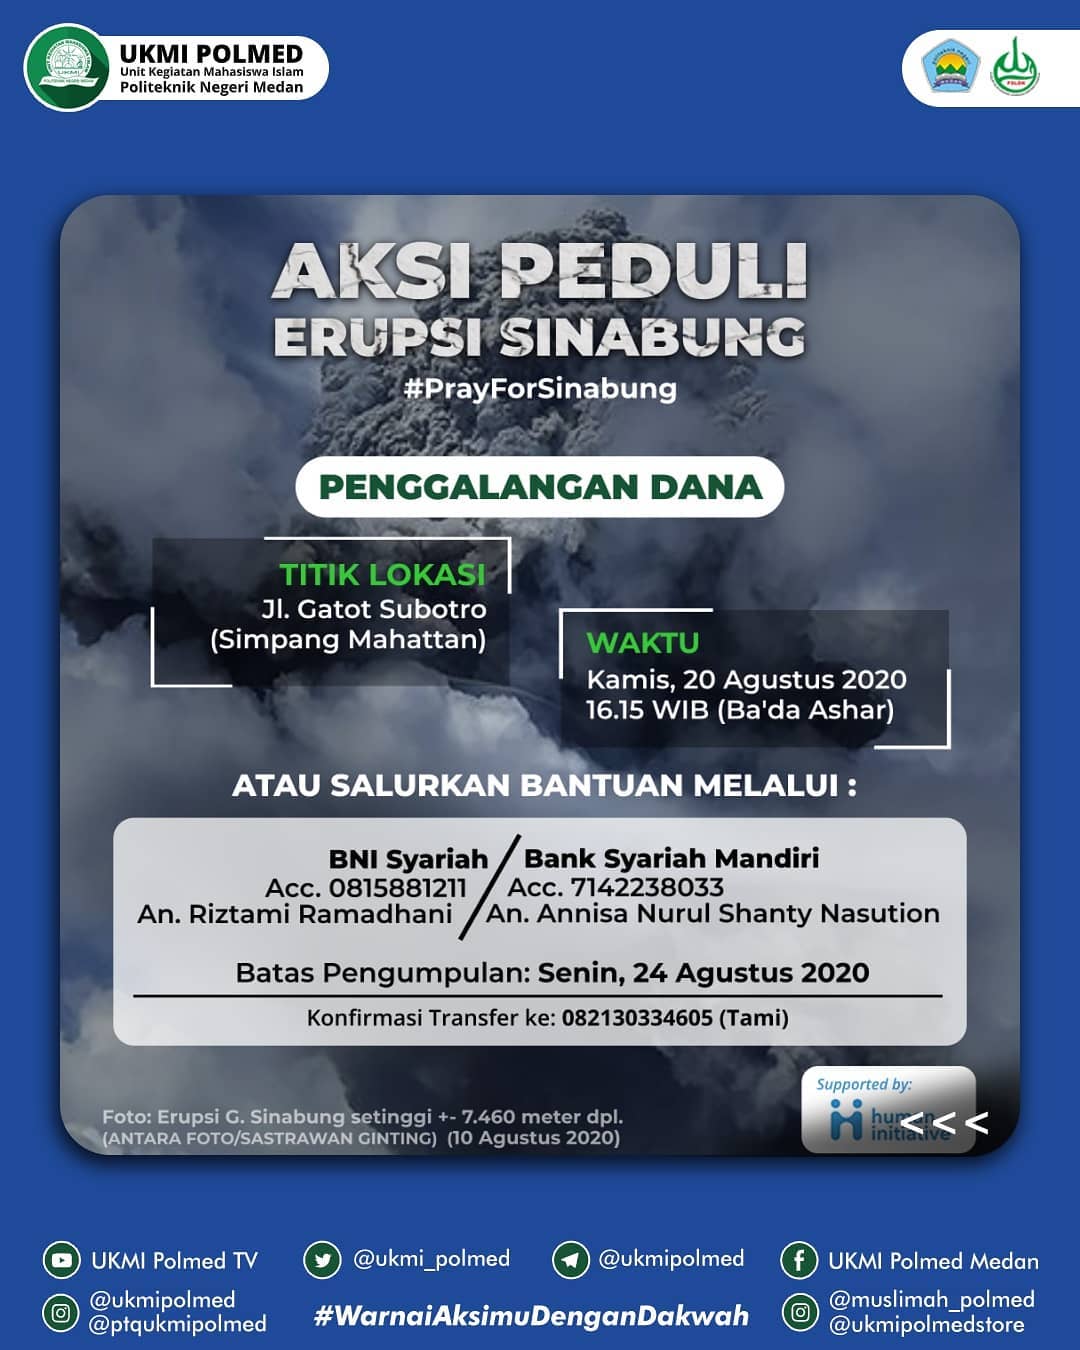 UKMI POLMED
Unit Kegiatan Mahasiswa Islam
Politeknik Negeri Medan
AKSI PEDULI
ERUPSI SINABUNG
#PrayForSinabung
PENGGALANGAN DANA
TITIK LOKASI
Jl. Gatot Subotro
(Simpang Mahattan)
WAKTU
Kamis, 20 Agustus 2020
16.15 WIB (Ba'da Ashar)
ATAU SALURKAN BANTUAN MELALUI :
BNI Syariah
Acc. 0815881211
An. Riztami Ramadhani
Bank Syariah Mandiri
Acc. 7142238033
An. Annisa Nurul Shanty Nasution
Batas Pengumpulan: Senin, 24 Agustus 2020
Konfirmasi Transfer ke: 082130334605 (Tami)
Foto: Erupsi G. Sinabung setinggi +- 7.460 meter dpl.
(ANTARA FOTO/SASTRAWAN GINTING) (10 Agustus 2020)
Supported by:
human
initiative
<<<
UKMI Polmed TV
@ukmi_polmed
@ukmipolmed
UKMI Polmed Medan
@ukmipolmed
@ptqukmipolmed
#WarnaiAksimuDenganDakwah
@muslimah_polmed
@ukmipolmedstore